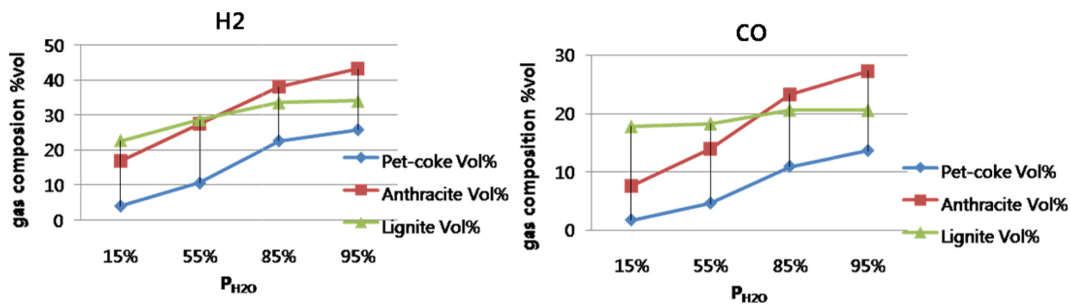 H2
gas composion %vol
50
40
30
20
10
0
15% 55% 85% 95%
P_H2O
Pet-coke Vol%
Anthracite Vol%
Lignite Vol%
CO
gas composition %vol
30
20
10
0
15% 55% 85% 95%
P_H2O
Pet-coke Vol%
Anthracite Vol%
Lignite Vol%